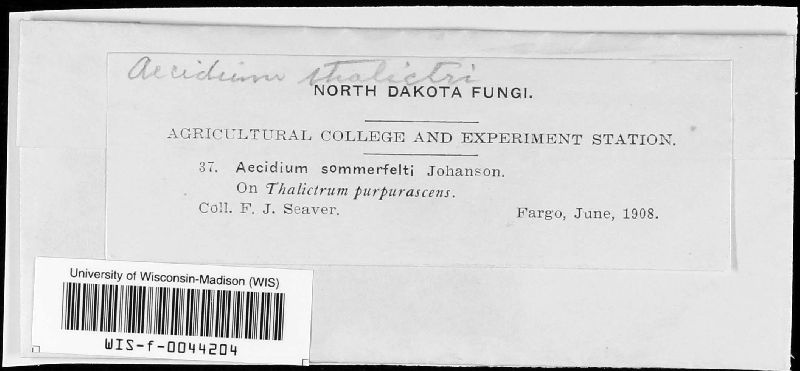 Aecidium thalictri
NORTH DAKOTA FUNGI.
AGRICULTURAL COLLEGE AND EXPERIMENT STATION.
37. Aecidium sommerfelti Johanson.
On Thalictrum purpurascens.
Coll. F. J. Seaver. Fargo, June, 1908.
University of Wisconsin-Madison (WIS)
WIS-f-0044204